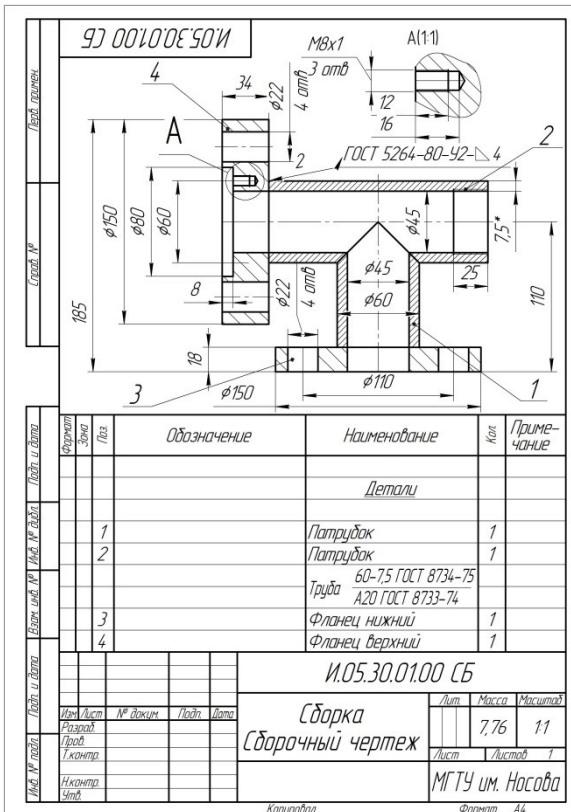 И.05.30.01.00 СБ
Перв. примен.
Справ. №
Подп. и дата
Инв. № дубл.
Взам. инв. №
Подп. и дата
Инв. № подл.
4
34
⌀22
4 отв
М8х1
3 отв
А(1:1)
12
16
А
2
ГОСТ 5264-80-У2-⊿ 4
2
185
⌀150
⌀80
⌀60
⌀45
7,5*
8
⌀22
4 отв
⌀45
⌀60
25
110
18
3
⌀110
⌀150
1
Формат Зона Поз. Обозначение Наименование Кол. Приме-
чание
Детали
1 Патрубок 1
2 Патрубок 1
Труба 60-7,5 ГОСТ 8734-75
А20 ГОСТ 8733-74
3 Фланец нижний 1
4 Фланец верхний 1
И.05.30.01.00 СБ
Изм. Лист № докум. Подп. Дата
Разраб.
Пров.
Т.контр.
Н.контр.
Утв.
Сборка
Сборочный чертеж
Лит. Масса Масштаб
7,76 1:1
Лист Листов 1
МГТУ им. Носова
Копировал Формат А4